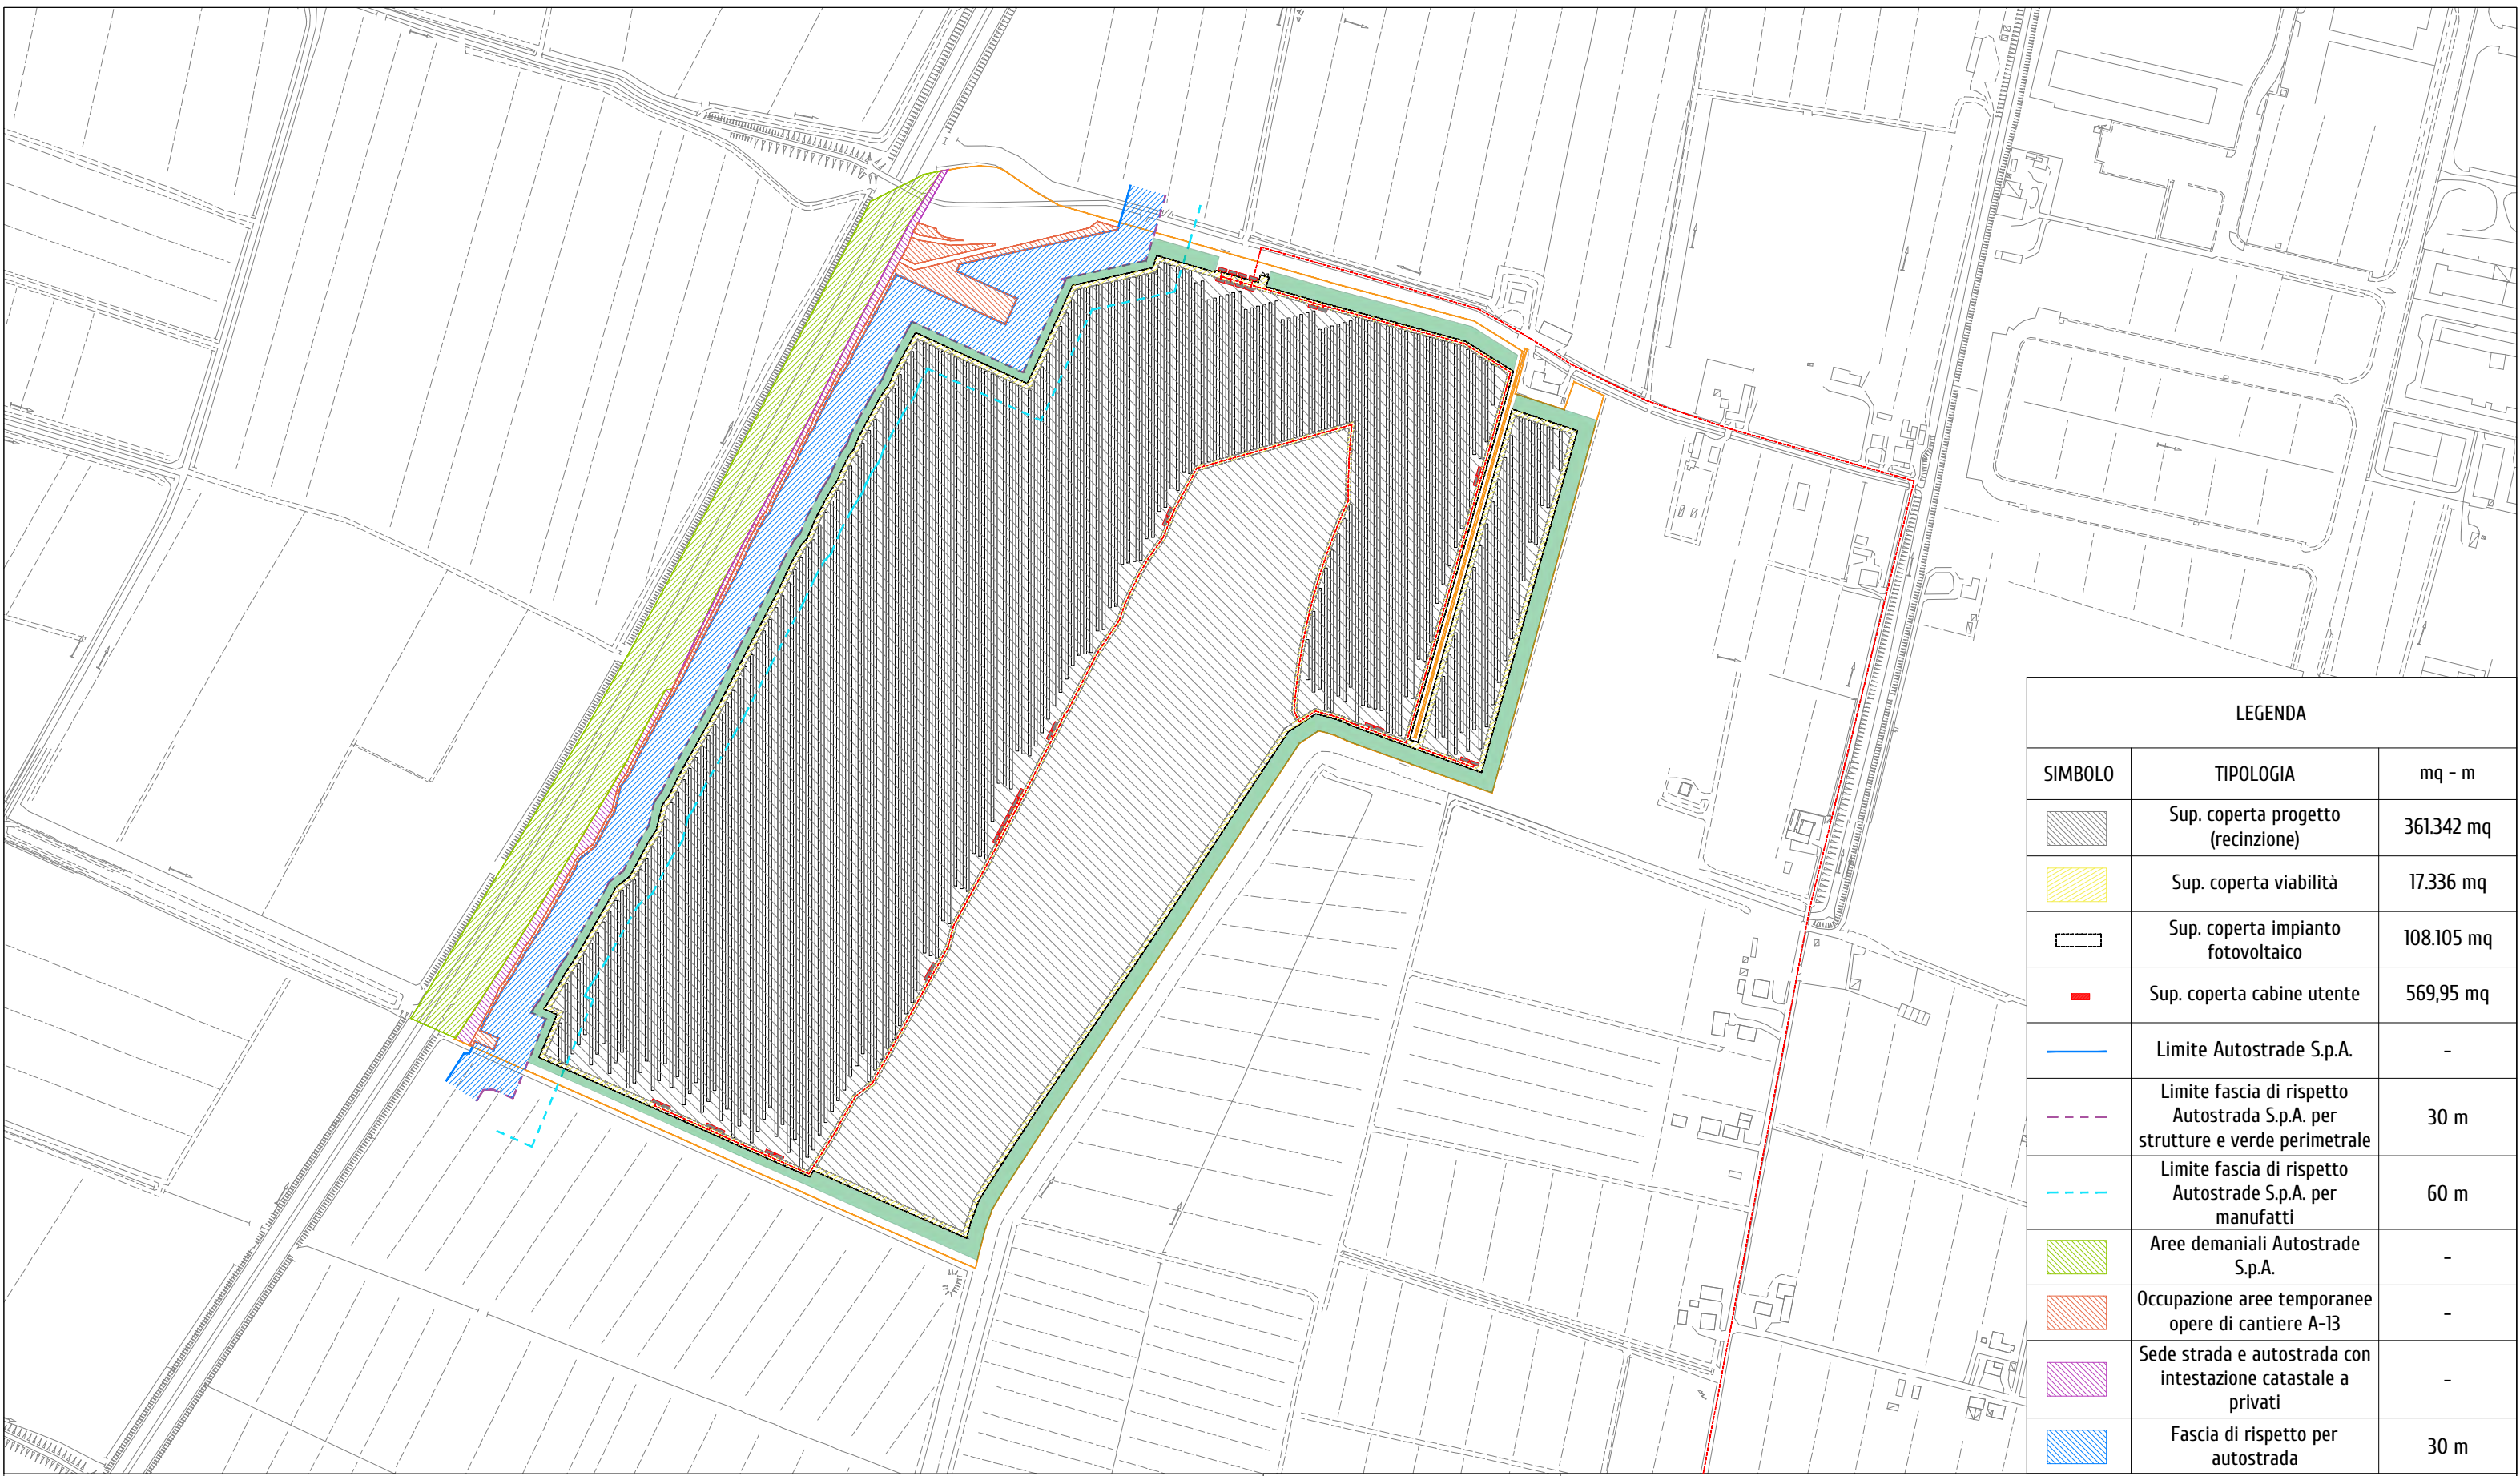 LEGENDA
SIMBOLO TIPOLOGIA mq - m
Sup. coperta progetto
(recinzione)
361.342 mq
Sup. coperta viabilità
17.336 mq
Sup. coperta impianto
fotovoltaico
108.105 mq
Sup. coperta cabine utente
569,95 mq
Limite Autostrade S.p.A.
-
Limite fascia di rispetto
Autostrada S.p.A. per
strutture e verde perimetrale
30 m
Limite fascia di rispetto
Autostrade S.p.A. per
manufatti
60 m
Aree demaniali Autostrade
S.p.A.
-
Occupazione aree temporanee
opere di cantiere A-13
-
Sede strada e autostrada con
intestazione catastale a
privati
-
Fascia di rispetto per
autostrada
30 m